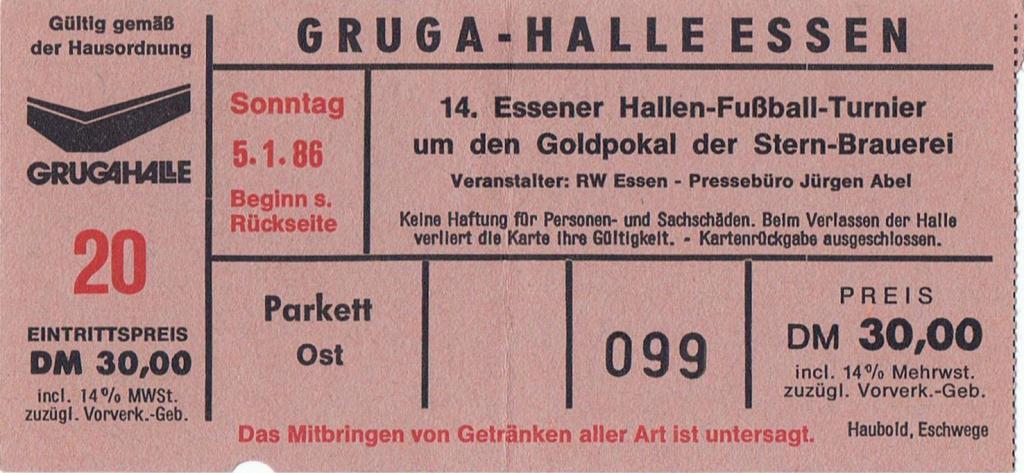 Gültig gemäß
der Hausordnung
GRUGAHALLE
20
EINTRITTSPREIS
DM 30,00
incl. 14% MWSt.
zuzügl. Vorverk.-Geb.
GRUGA-HALLE ESSEN
Sonntag
5.1.86
Beginn s.
Rückseite
14. Essener Hallen-Fußball-Turnier
um den Goldpokal der Stern-Brauerei
Veranstalter: RW Essen - Pressebüro Jürgen Abel
Keine Haftung für Personen- und Sachschäden. Beim Verlassen der Halle
verliert die Karte ihre Gültigkeit. - Kartenrückgabe ausgeschlossen.
Parkett
Ost
099
PREIS
DM 30,00
incl. 14% Mehrwst.
zuzügl. Vorverk.-Geb.
Das Mitbringen von Getränken aller Art ist untersagt.
Haubold, Eschwege